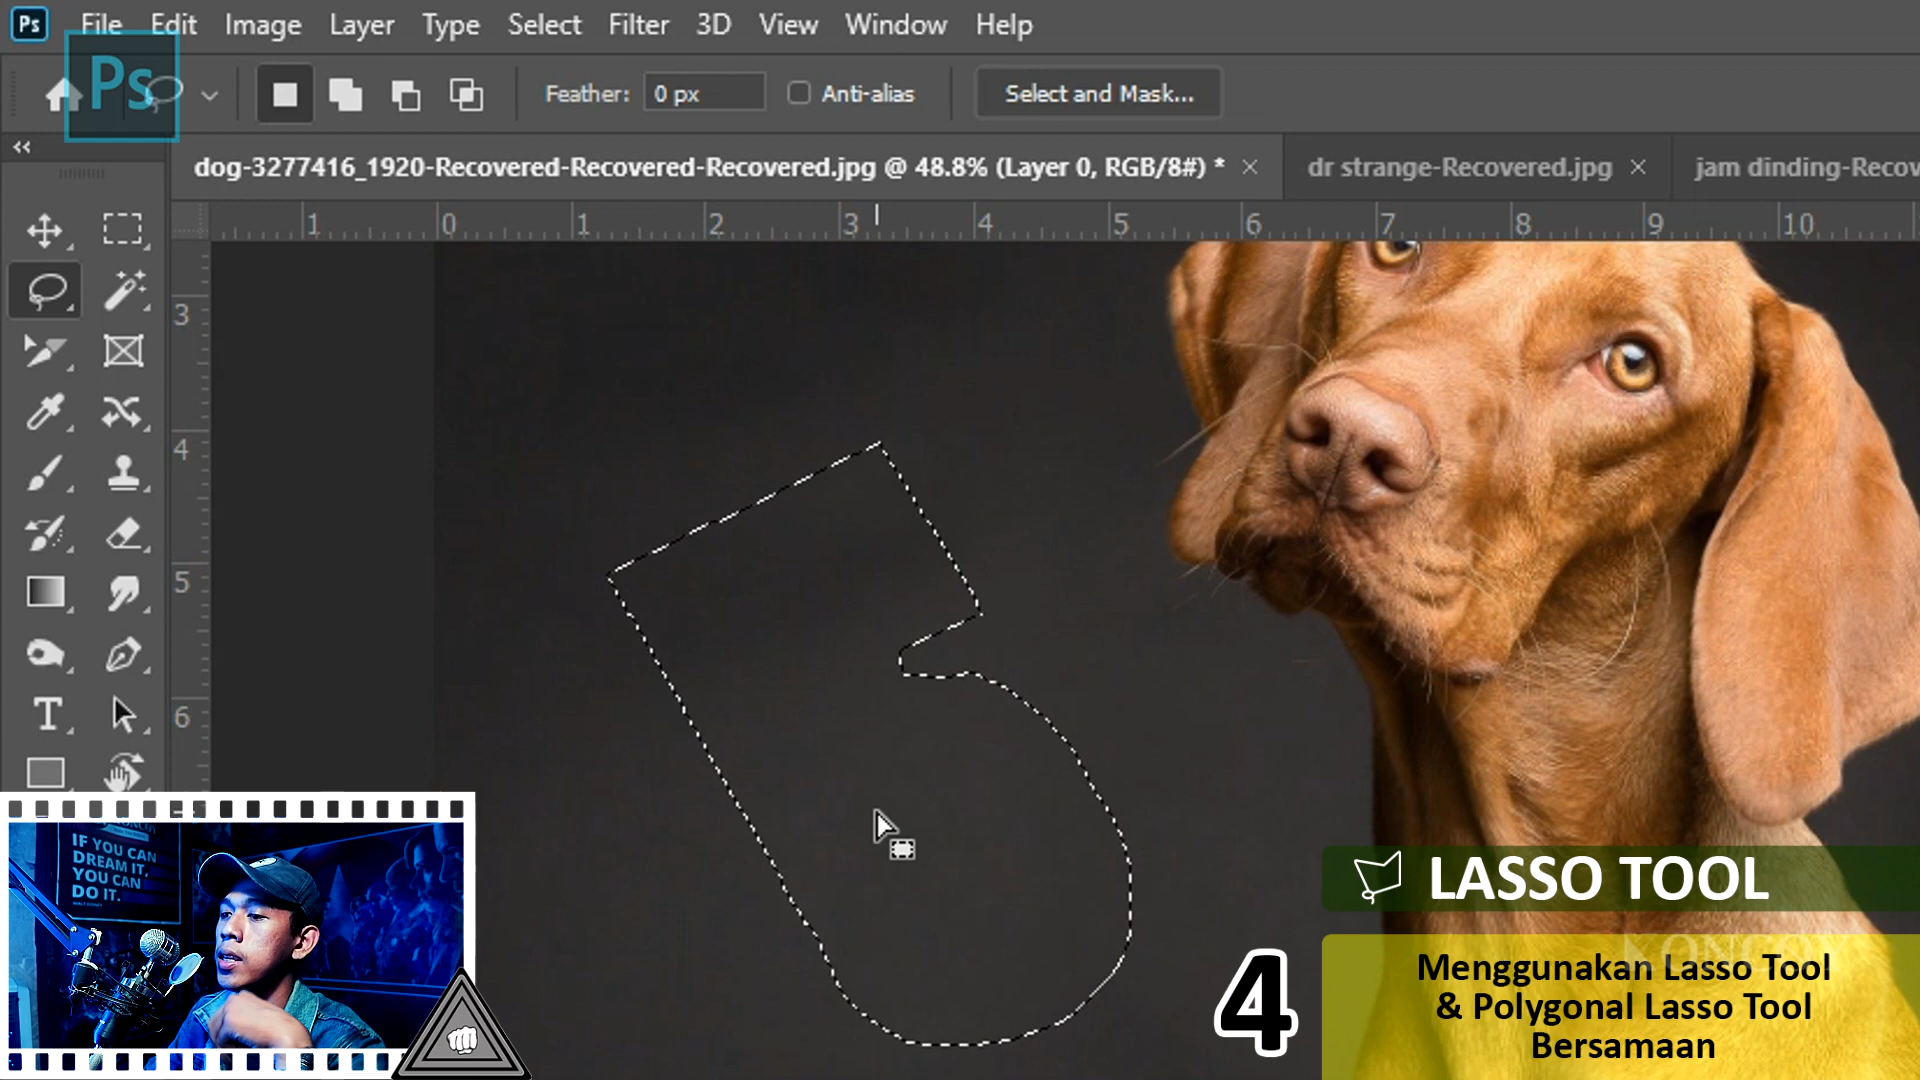 Ps File Edit Image Layer Type Select Filter 3D View Window Help
Ps
Feather: 0 px Anti-alias Select and Mask...
dog-3277416_1920-Recovered-Recovered-Recovered.jpg @ 48.8% (Layer 0, RGB/8#) * × dr strange-Recovered.jpg × jam dinding-Recov
1 0 1 2 3 4 5 6 7 8 9 10
3
4
5
6
T
IF YOU CAN
DREAM IT,
YOU CAN
DO IT.
LASSO TOOL
4
Menggunakan Lasso Tool
& Polygonal Lasso Tool
Bersamaan